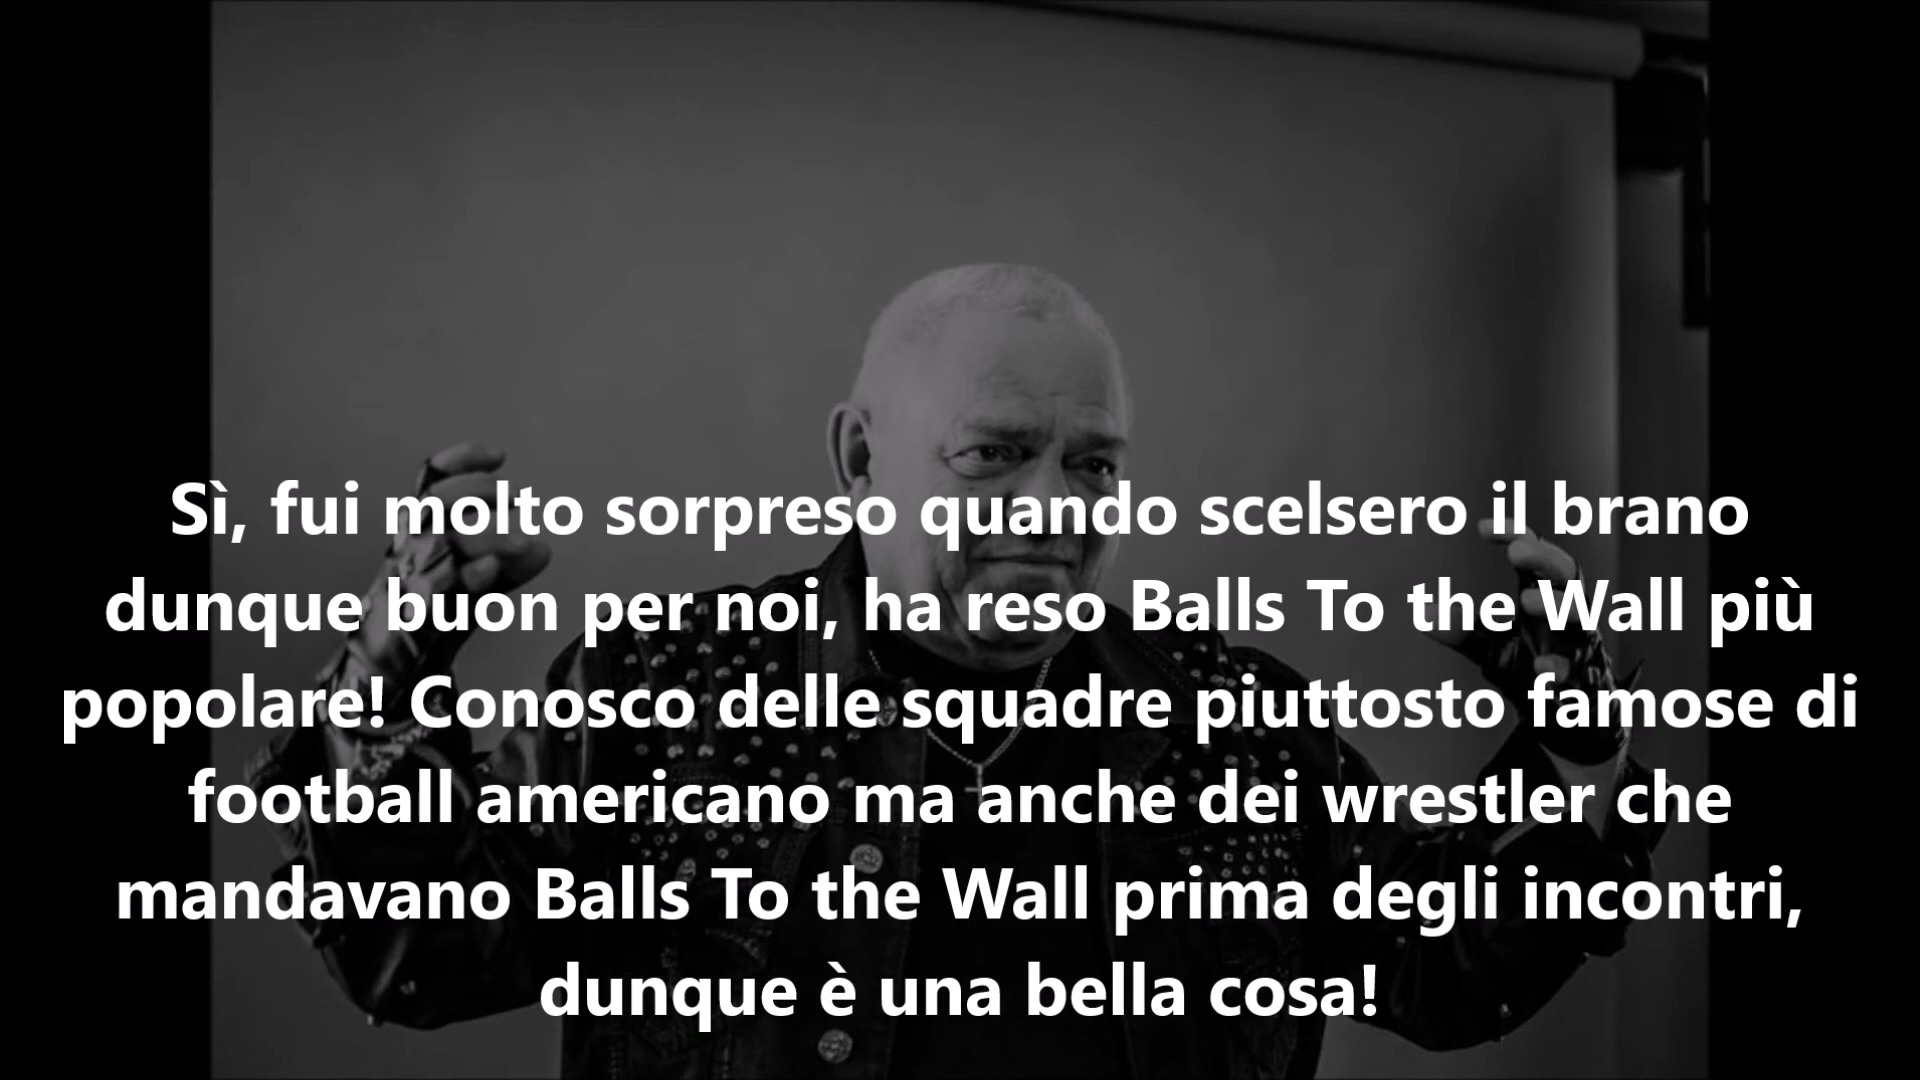 Sì, fui molto sorpreso quando scelsero il brano
dunque buon per noi, ha reso Balls To the Wall più
popolare! Conosco delle squadre piuttosto famose di
football americano ma anche dei wrestler che
mandavano Balls To the Wall prima degli incontri,
dunque è una bella cosa!